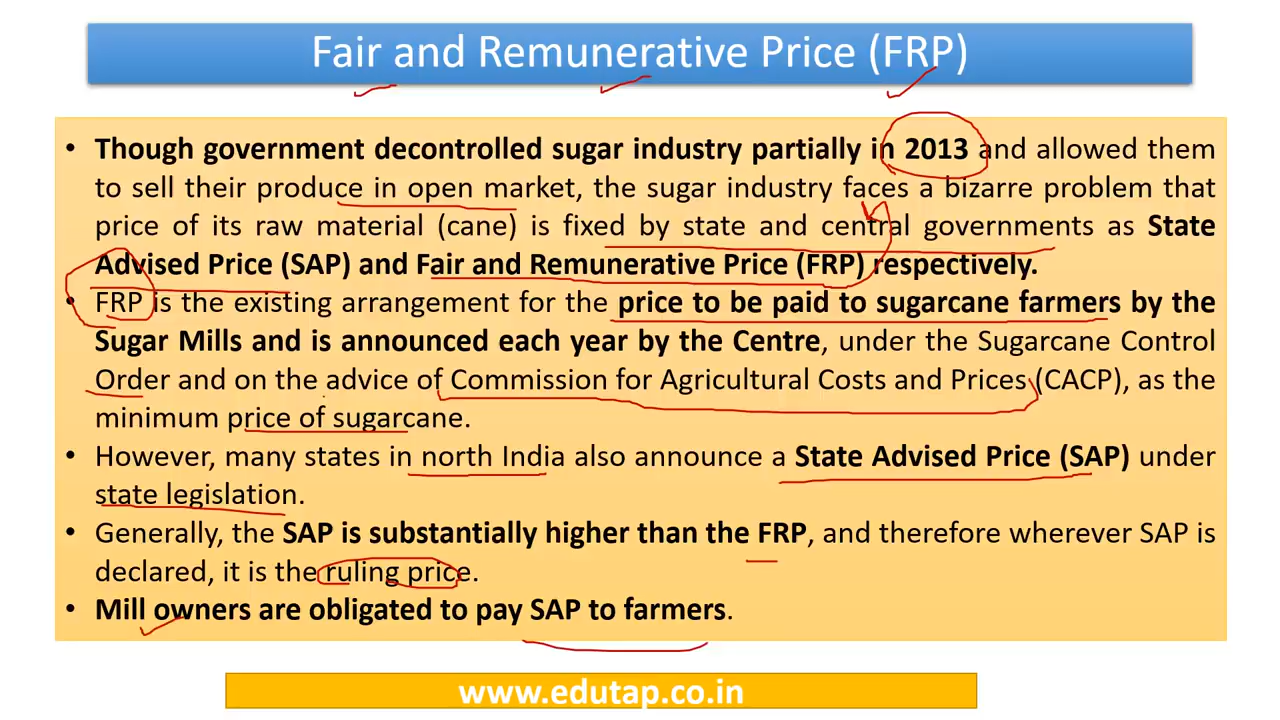 Fair and Remunerative Price (FRP)
• Though government decontrolled sugar industry partially in 2013 and allowed them
to sell their produce in open market, the sugar industry faces a bizarre problem that
price of its raw material (cane) is fixed by state and central governments as State
Advised Price (SAP) and Fair and Remunerative Price (FRP) respectively.
• FRP is the existing arrangement for the price to be paid to sugarcane farmers by the
Sugar Mills and is announced each year by the Centre, under the Sugarcane Control
Order and on the advice of Commission for Agricultural Costs and Prices (CACP), as the
minimum price of sugarcane.
• However, many states in north India also announce a State Advised Price (SAP) under
state legislation.
• Generally, the SAP is substantially higher than the FRP, and therefore wherever SAP is
declared, it is the ruling price.
• Mill owners are obligated to pay SAP to farmers.
www.edutap.co.in